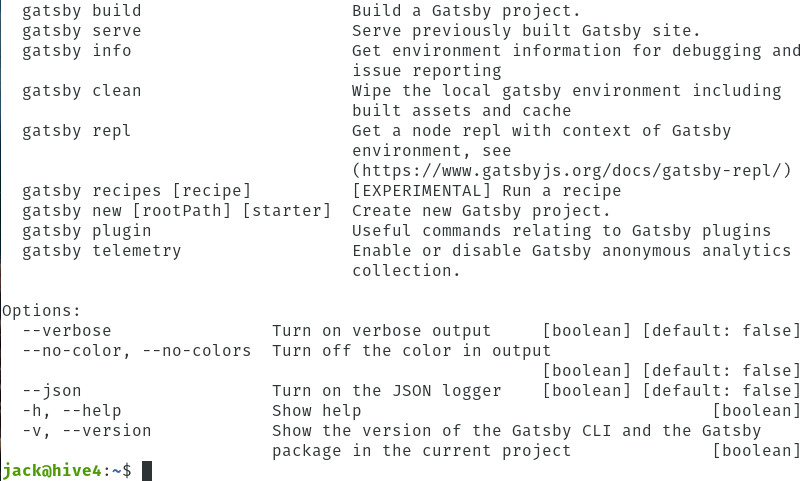 gatsby build                     Build a Gatsby project.
gatsby serve                     Serve previously built Gatsby site.
gatsby info                      Get environment information for debugging and
                                 issue reporting
gatsby clean                     Wipe the local gatsby environment including
                                 built assets and cache
gatsby repl                      Get a node repl with context of Gatsby
                                 environment, see
                                 (https://www.gatsbyjs.org/docs/gatsby-repl/)
gatsby recipes [recipe]          [EXPERIMENTAL] Run a recipe
gatsby new [rootPath] [starter]  Create new Gatsby project.
gatsby plugin                    Useful commands relating to Gatsby plugins
gatsby telemetry                 Enable or disable Gatsby anonymous analytics
                                 collection.

Options:
  --verbose                Turn on verbose output     [boolean] [default: false]
  --no-color, --no-colors  Turn off the color in output
                                                      [boolean] [default: false]
  --json                   Turn on the JSON logger    [boolean] [default: false]
  -h, --help               Show help                                   [boolean]
  -v, --version            Show the version of the Gatsby CLI and the Gatsby
                           package in the current project              [boolean]
jack@hive4:~$